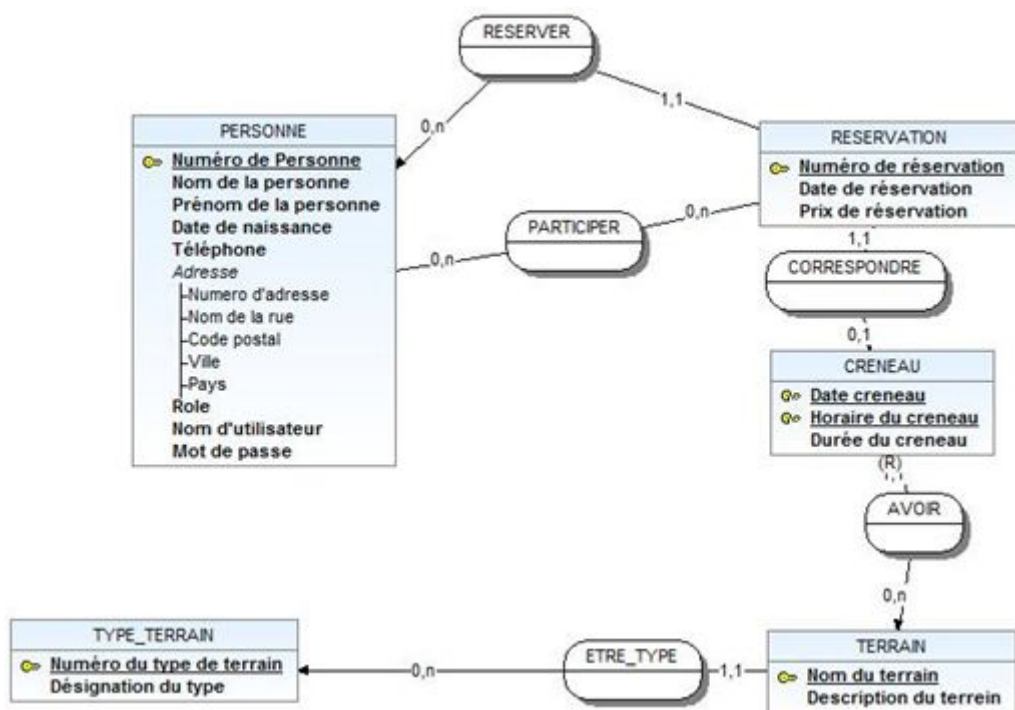 RESERVER
0,n
1,1
PERSONNE
Numéro de Personne
Nom de la personne
Prénom de la personne
Date de naissance
Téléphone
Adresse
Numero d'adresse
Nom de la rue
Code postal
Ville
Pays
Role
Nom d'utilisateur
Mot de passe
0,n
PARTICIPER
0,n
RESERVATION
Numéro de réservation
Date de réservation
Prix de réservation
1,1
CORRESPONDRE
0,1
CRENEAU
Date creneau
Horaire du creneau
Durée du creneau
(R)
AVOIR
0,n
TYPE_TERRAIN
Numéro du type de terrain
Désignation du type
0,n
ETRE_TYPE
1,1
TERRAIN
Nom du terrain
Description du terrein